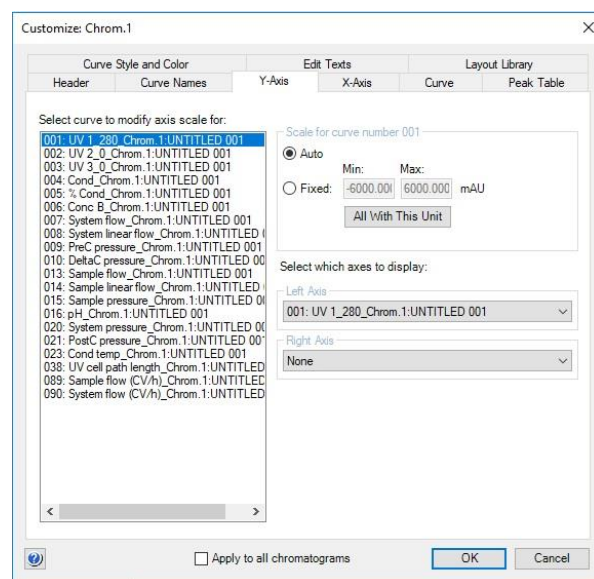 Customize: Chrom.1
Curve Style and Color
Edit Texts
Layout Library
Header
Curve Names
Y-Axis
X-Axis
Curve
Peak Table
Select curve to modify axis scale for:
001: UV 1_280_Chrom.1:UNTITLED 001
002: UV 2_0_Chrom.1:UNTITLED 001
003: UV 3_0_Chrom.1:UNTITLED 001
004: Cond_Chrom.1:UNTITLED 001
005: % Cond_Chrom.1:UNTITLED 001
006: Conc B_Chrom.1:UNTITLED 001
007: System flow_Chrom.1:UNTITLED 001
008: System linear flow_Chrom.1:UNTITLED (
009: PreC pressure_Chrom.1:UNTITLED 001
010: DeltaC pressure_Chrom.1:UNTITLED 00
013: Sample flow_Chrom.1:UNTITLED 001
014: Sample linear flow_Chrom.1:UNTITLED
015: Sample pressure_Chrom.1:UNTITLED 0
016: pH_Chrom.1:UNTITLED 001
020: System pressure_Chrom.1:UNTITLED 00
021: PostC pressure_Chrom.1:UNTITLED 00
023: Cond temp_Chrom.1:UNTITLED 001
038: UV cell path length_Chrom.1:UNTITLED
089: Sample flow (CV/h)_Chrom.1:UNTITLED
090: System flow (CV/h)_Chrom.1:UNTITLED
Scale for curve number 001
Auto
Min:
Max:
Fixed:
-6000.00
6000.000
mAU
All With This Unit
Select which axes to display:
Left Axis
001: UV 1_280_Chrom.1:UNTITLED 001
Right Axis
None
Apply to all chromatograms
OK
Cancel